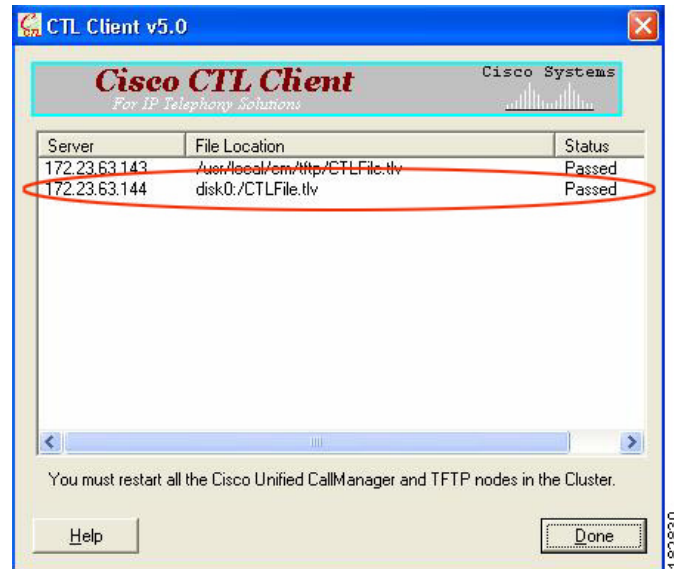 CTL Client v5.0
Cisco CTL Client
For IP Telephony Solutions
Cisco Systems
Server File Location Status
172.23.63.143 /usr/local/cm/tftp/CTLFile.tlv Passed
172.23.63.144 disk0:/CTLFile.tlv Passed
You must restart all the Cisco Unified CallManager and TFTP nodes in the Cluster.
Help Done
182830